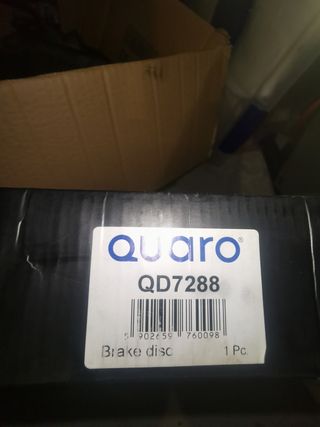 Quaro®
QD7288
5 902659 760098
Brake disc 1 Pc.